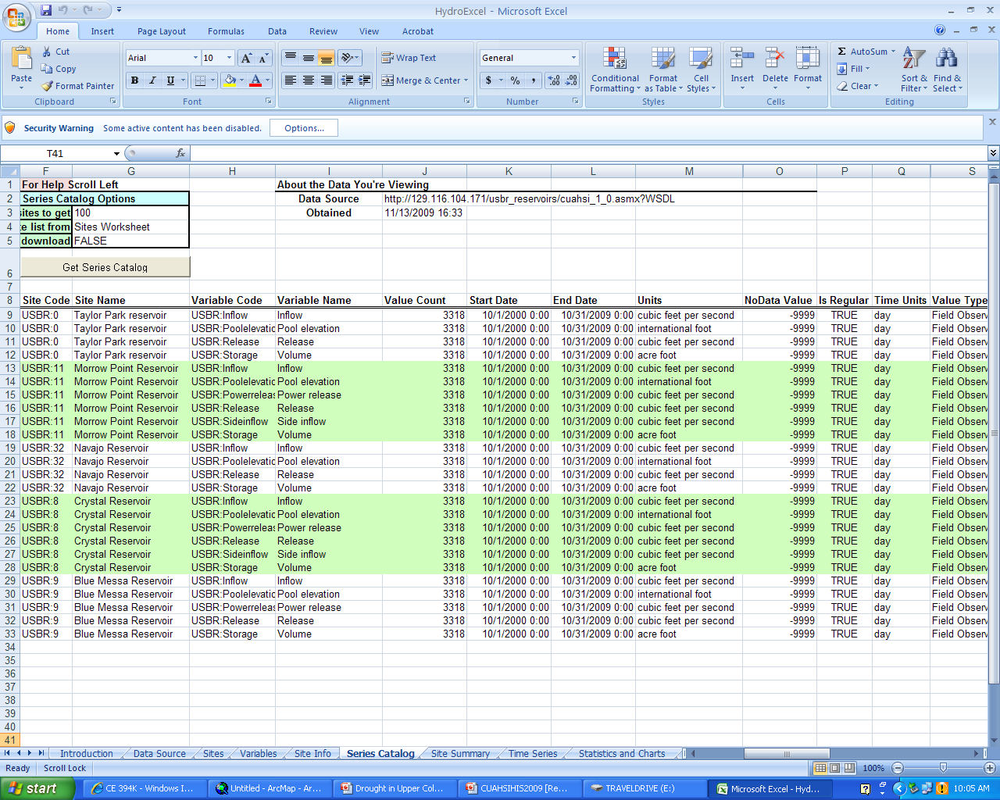 HydroExcel - Microsoft Excel
Home Insert Page Layout Formulas Data Review View Acrobat
Paste Cut Copy Format Painter Clipboard
Arial 10 A A B I U A Font
Wrap Text Merge & Center Alignment
General $ % , Number
Conditional Formatting Format as Table Cell Styles Styles
Insert Delete Format Cells
Σ AutoSum Fill Clear Sort & Filter Find & Select Editing
Security Warning Some active content has been disabled. Options...
T41 fx
F G H I J K L M O P Q S
1 For Help Scroll Left About the Data You're Viewing
2 Series Catalog Options Data Source http://129.116.104.171/usbr_reservoirs/cuahsi_1_0.asmx?WSDL
3 sites to get 100 Obtained 11/13/2009 16:33
4 e list from Sites Worksheet
5 download FALSE
6 Get Series Catalog
7
8 Site Code Site Name Variable Code Variable Name Value Count Start Date End Date Units NoData Value Is Regular Time Units Value Type
9 USBR:0 Taylor Park reservoir USBR:Inflow Inflow 3318 10/1/2000 0:00 10/31/2009 0:00 cubic feet per second -9999 TRUE day Field Observ
10 USBR:0 Taylor Park reservoir USBR:Poolelevatic Pool elevation 3318 10/1/2000 0:00 10/31/2009 0:00 international foot -9999 TRUE day Field Observ
11 USBR:0 Taylor Park reservoir USBR:Release Release 3318 10/1/2000 0:00 10/31/2009 0:00 cubic feet per second -9999 TRUE day Field Observ
12 USBR:0 Taylor Park reservoir USBR:Storage Volume 3318 10/1/2000 0:00 10/31/2009 0:00 acre foot -9999 TRUE day Field Observ
13 USBR:11 Morrow Point Reservoir USBR:Inflow Inflow 3318 10/1/2000 0:00 10/31/2009 0:00 cubic feet per second -9999 TRUE day Field Observ
14 USBR:11 Morrow Point Reservoir USBR:Poolelevatic Pool elevation 3318 10/1/2000 0:00 10/31/2009 0:00 international foot -9999 TRUE day Field Observ
15 USBR:11 Morrow Point Reservoir USBR:Powerreleas Power release 3318 10/1/2000 0:00 10/31/2009 0:00 cubic feet per second -9999 TRUE day Field Observ
16 USBR:11 Morrow Point Reservoir USBR:Release Release 3318 10/1/2000 0:00 10/31/2009 0:00 cubic feet per second -9999 TRUE day Field Observ
17 USBR:11 Morrow Point Reservoir USBR:Sideinflow Side inflow 3318 10/1/2000 0:00 10/31/2009 0:00 cubic feet per second -9999 TRUE day Field Observ
18 USBR:11 Morrow Point Reservoir USBR:Storage Volume 3318 10/1/2000 0:00 10/31/2009 0:00 acre foot -9999 TRUE day Field Observ
19 USBR:32 Navajo Reservoir USBR:Inflow Inflow 3318 10/1/2000 0:00 10/31/2009 0:00 cubic feet per second -9999 TRUE day Field Observ
20 USBR:32 Navajo Reservoir USBR:Poolelevatic Pool elevation 3318 10/1/2000 0:00 10/31/2009 0:00 international foot -9999 TRUE day Field Observ
21 USBR:32 Navajo Reservoir USBR:Release Release 3318 10/1/2000 0:00 10/31/2009 0:00 cubic feet per second -9999 TRUE day Field Observ
22 USBR:32 Navajo Reservoir USBR:Storage Volume 3318 10/1/2000 0:00 10/31/2009 0:00 acre foot -9999 TRUE day Field Observ
23 USBR:8 Crystal Reservoir USBR:Inflow Inflow 3318 10/1/2000 0:00 10/31/2009 0:00 cubic feet per second -9999 TRUE day Field Observ
24 USBR:8 Crystal Reservoir USBR:Poolelevatic Pool elevation 3318 10/1/2000 0:00 10/31/2009 0:00 international foot -9999 TRUE day Field Observ
25 USBR:8 Crystal Reservoir USBR:Powerreleas Power release 3318 10/1/2000 0:00 10/31/2009 0:00 cubic feet per second -9999 TRUE day Field Observ
26 USBR:8 Crystal Reservoir USBR:Release Release 3318 10/1/2000 0:00 10/31/2009 0:00 cubic feet per second -9999 TRUE day Field Observ
27 USBR:8 Crystal Reservoir USBR:Sideinflow Side inflow 3318 10/1/2000 0:00 10/31/2009 0:00 cubic feet per second -9999 TRUE day Field Observ
28 USBR:8 Crystal Reservoir USBR:Storage Volume 3318 10/1/2000 0:00 10/31/2009 0:00 acre foot -9999 TRUE day Field Observ
29 USBR:9 Blue Messa Reservoir USBR:Inflow Inflow 3318 10/1/2000 0:00 10/31/2009 0:00 cubic feet per second -9999 TRUE day Field Observ
30 USBR:9 Blue Messa Reservoir USBR:Poolelevatic Pool elevation 3318 10/1/2000 0:00 10/31/2009 0:00 international foot -9999 TRUE day Field Observ
31 USBR:9 Blue Messa Reservoir USBR:Powerreleas Power release 3318 10/1/2000 0:00 10/31/2009 0:00 cubic feet per second -9999 TRUE day Field Observ
32 USBR:9 Blue Messa Reservoir USBR:Release Release 3318 10/1/2000 0:00 10/31/2009 0:00 cubic feet per second -9999 TRUE day Field Observ
33 USBR:9 Blue Messa Reservoir USBR:Storage Volume 3318 10/1/2000 0:00 10/31/2009 0:00 acre foot -9999 TRUE day Field Observ
34
35
36
37
38
39
40
41
Introduction Data Source Sites Variables Site Info Series Catalog Site Summary Time Series Statistics and Charts
Ready Scroll Lock 100%
start CE 394K - Windows I... Untitled - ArcMap - Ar... Drought in Upper Col... CUAHSIHIS2009 [Re... TRAVELDRIVE (E:) Microsoft Excel - Hyd... 10:05 AM